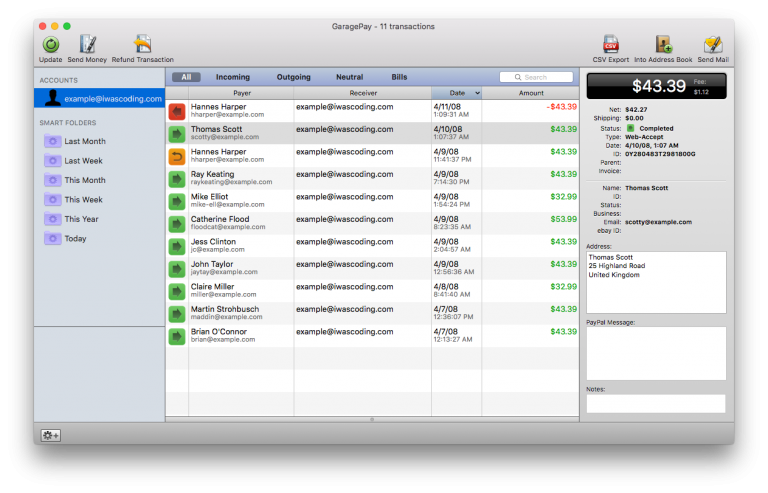 GaragePay - 11 transactions
Update Send Money Refund Transaction CSV Export Into Address Book Send Mail
ACCOUNTS
example@iwascoding.com
SMART FOLDERS
Last Month
Last Week
This Month
This Week
This Year
Today
All Incoming Outgoing Neutral Bills Search
Payer Receiver Date Amount
Hannes Harper example@iwascoding.com 4/11/08 -$43.39
hharper@example.com 1:09:31 AM
Thomas Scott example@iwascoding.com 4/10/08 $43.39
scotty@example.com 1:07:37 AM
Hannes Harper example@iwascoding.com 4/9/08 $43.39
hharper@example.com 11:41:37 PM
Ray Keating example@iwascoding.com 4/9/08 $43.39
raykeating@example.com 7:14:30 PM
Mike Elliot example@iwascoding.com 4/9/08 $32.99
mike-ell@example.com 1:54:24 PM
Catherine Flood example@iwascoding.com 4/9/08 $53.99
floodcat@example.com 8:23:35 AM
Jess Clinton example@iwascoding.com 4/9/08 $43.39
jc@example.com 2:04:57 AM
John Taylor example@iwascoding.com 4/9/08 $43.39
jaytay@example.com 12:56:36 AM
Claire Miller example@iwascoding.com 4/8/08 $32.99
miller@example.com 8:41:40 AM
Martin Strohbusch example@iwascoding.com 4/7/08 $43.39
maddin@example.com 12:36:07 PM
Brian O'Connor example@iwascoding.com 4/7/08 $43.39
brian@example.com 12:13:27 AM
$43.39 Fee:
$1.12
Net: $42.27
Shipping: $0.00
Status: Completed
Type: Web-Accept
Date: 4/10/08, 1:07 AM
ID: 01Y280483T2981800G
Parent:
Invoice:
Name: Thomas Scott
ID:
Status:
Business:
Email: scotty@example.com
ebay ID:
Address:
Thomas Scott
25 Highland Road
United Kingdom
PayPal Message:
Notes: